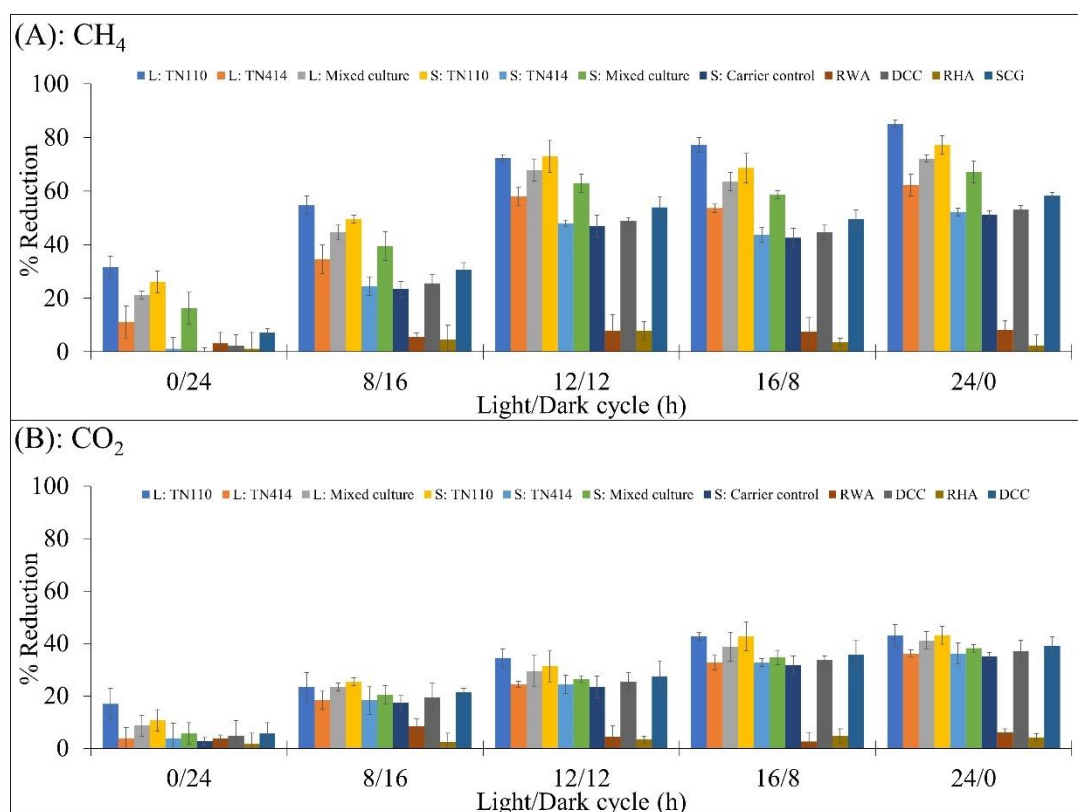 (A): CH4
L: TN110 L: TN414 L: Mixed culture S: TN110 S: TN414 S: Mixed culture S: Carrier control RWA DCC RHA SCG
100
80
60
40
20
0
% Reduction
0/24 8/16 12/12 16/8 24/0
Light/Dark cycle (h)
(B): CO2
L: TN110 L: TN414 L: Mixed culture S: TN110 S: TN414 S: Mixed culture S: Carrier control RWA DCC RHA DCC
100
80
60
40
20
0
% Reduction
0/24 8/16 12/12 16/8 24/0
Light/Dark cycle (h)